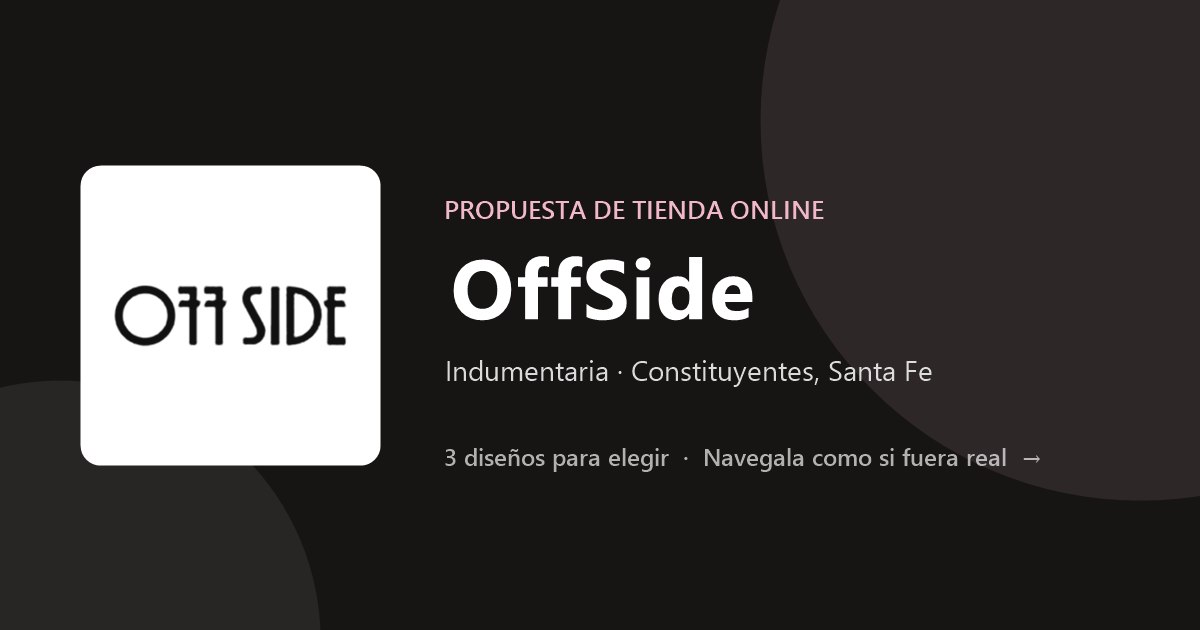 OFF SIDE
PROPUESTA DE TIENDA ONLINE
OffSide
Indumentaria · Constituyentes, Santa Fe
3 diseños para elegir · Navegala como si fuera real →